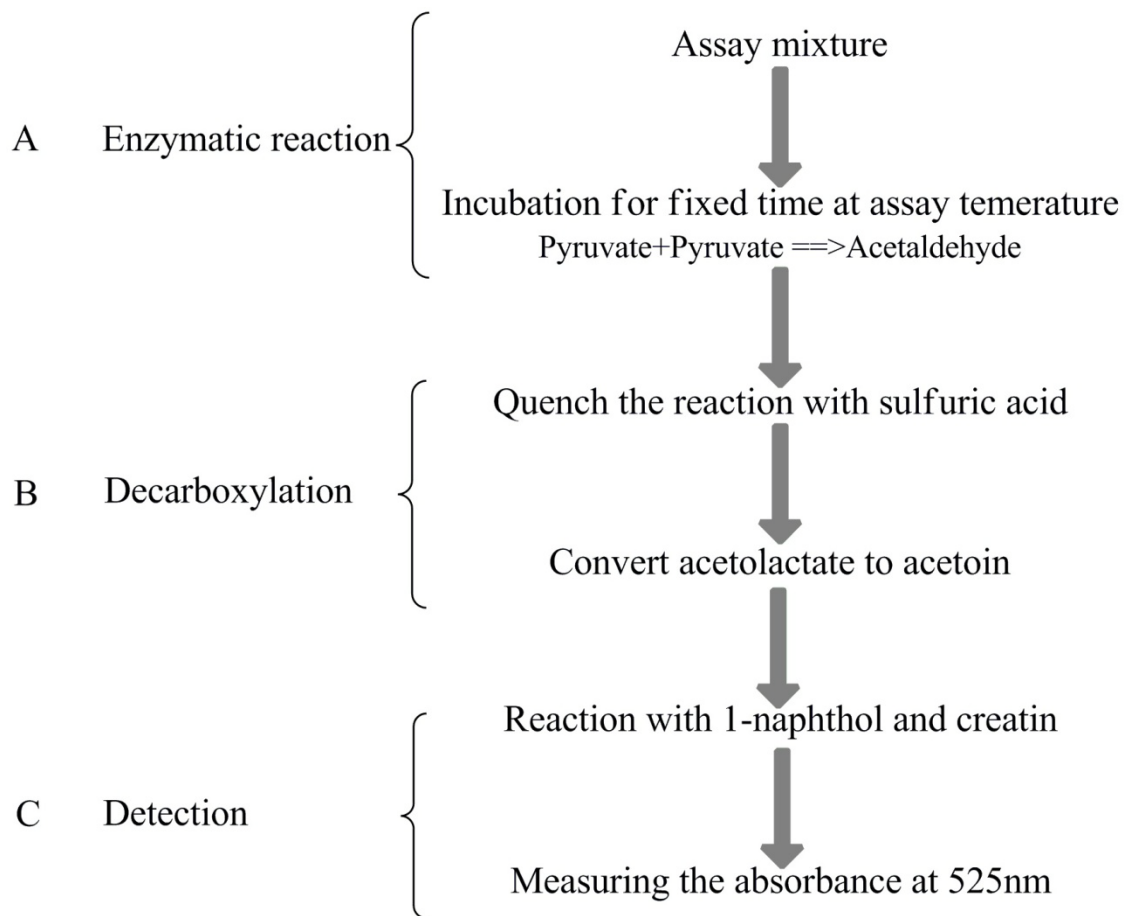 Assay mixture
A Enzymatic reaction
Incubation for fixed time at assay temerature
Pyruvate+Pyruvate ==>Acetaldehyde
Quench the reaction with sulfuric acid
B Decarboxylation
Convert acetolactate to acetoin
Reaction with 1-naphthol and creatin
C Detection
Measuring the absorbance at 525nm